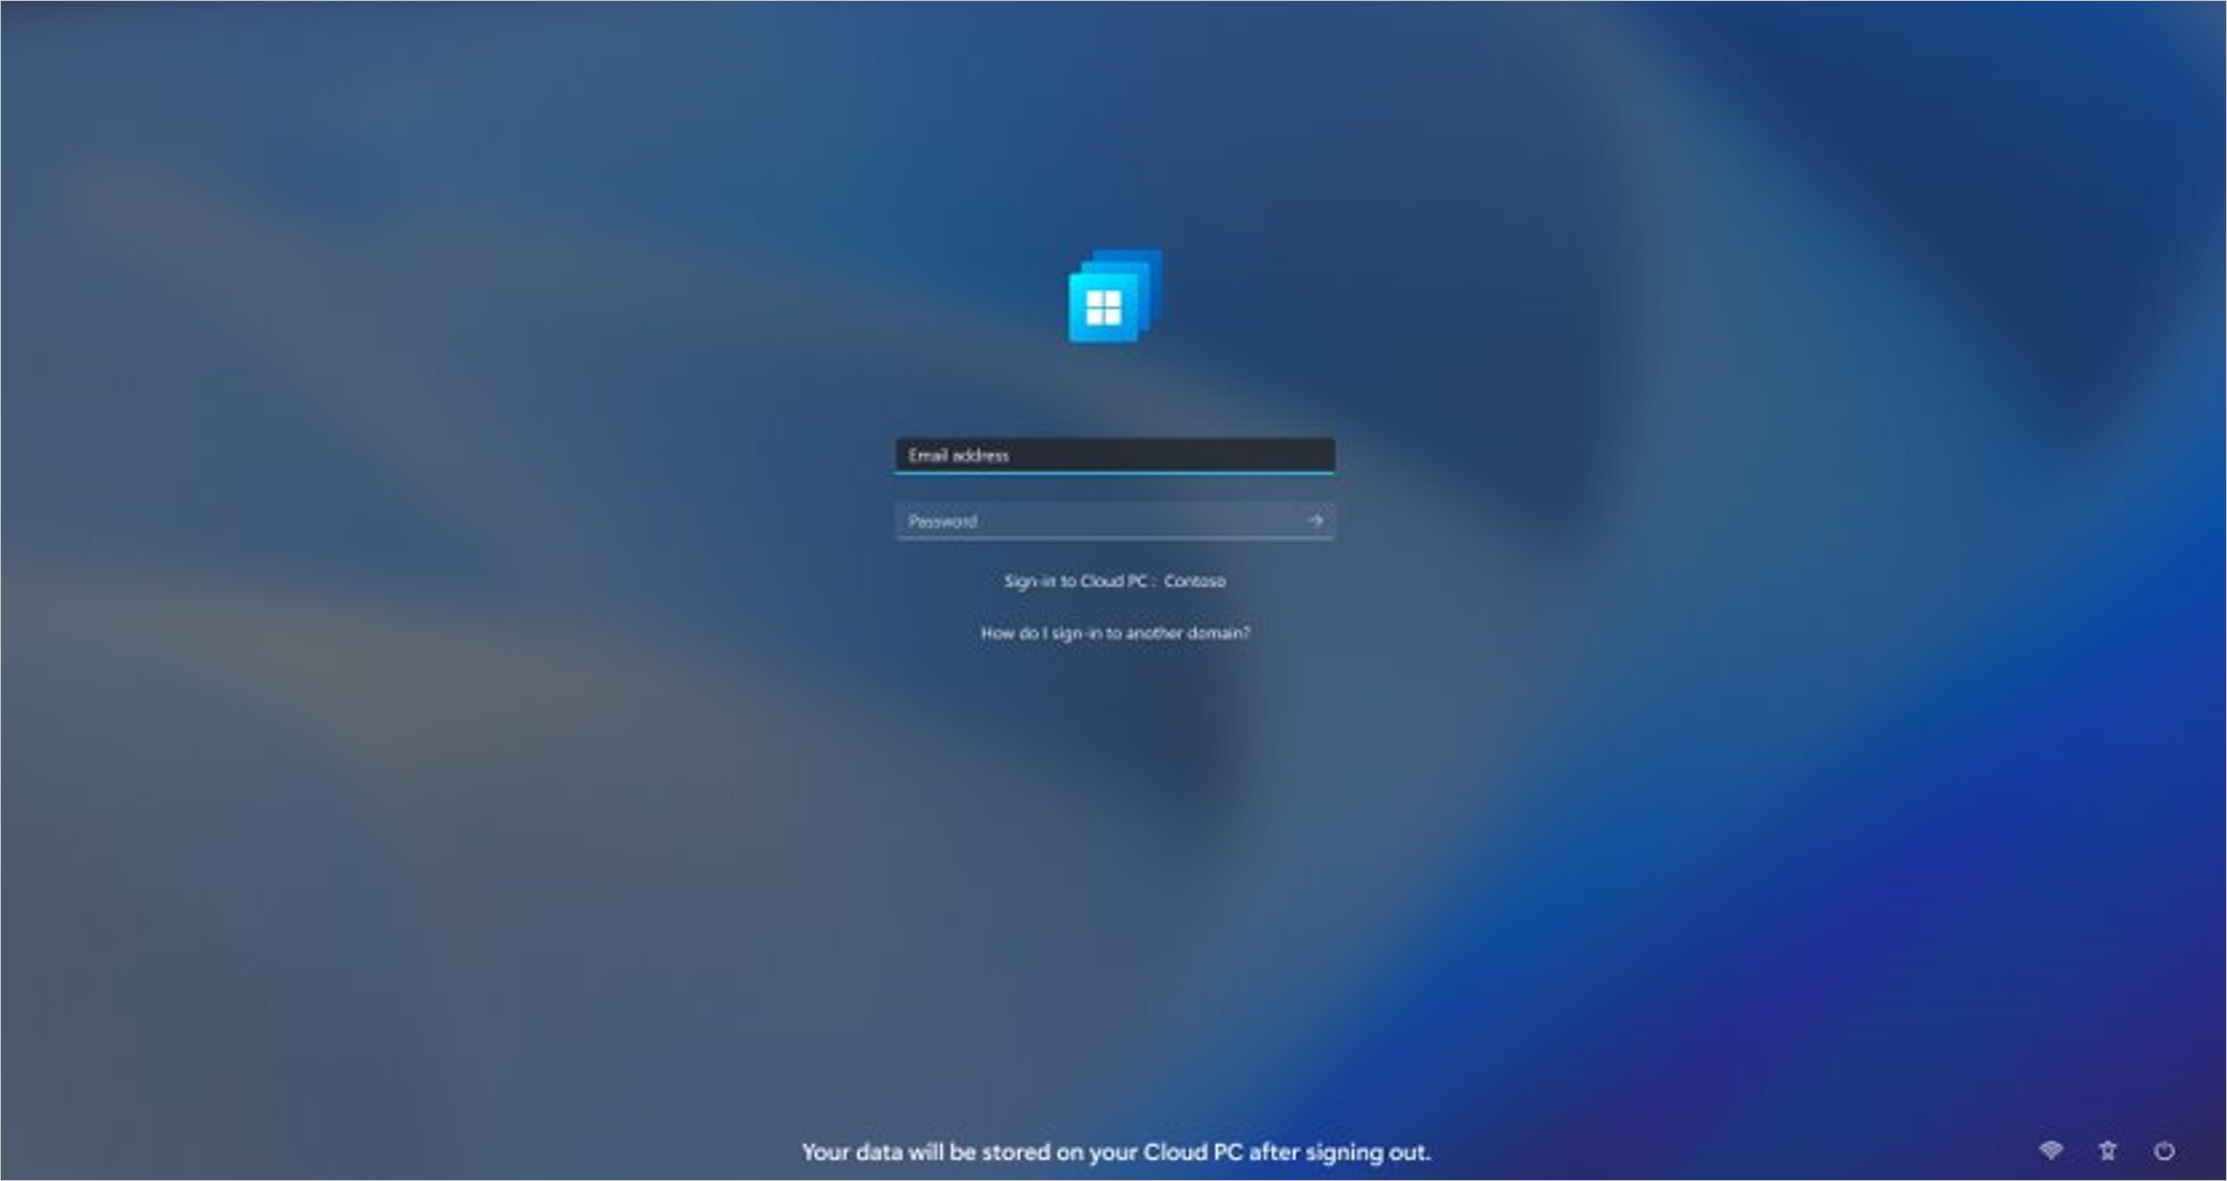 Email address
Password
Sign-in to Cloud PC : Contoso
How do I sign-in to another domain?
Your data will be stored on your Cloud PC after signing out.